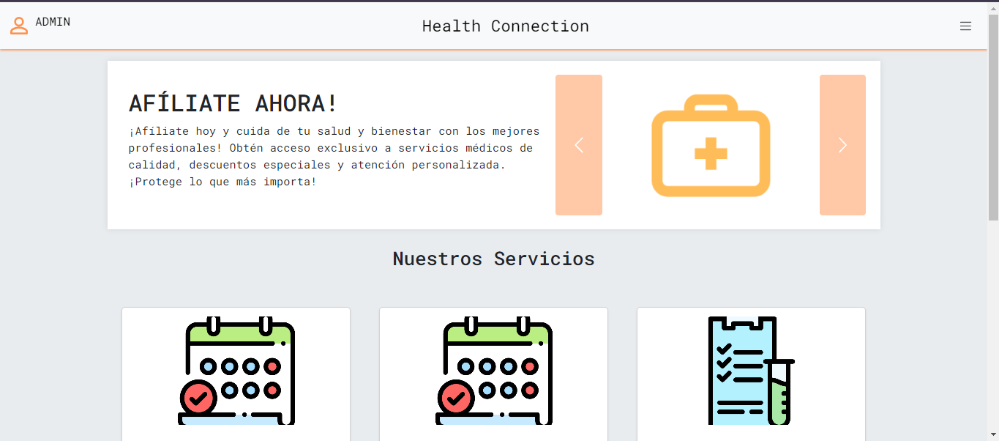 ADMIN
Health Connection
AFÍLIATE AHORA!
¡Afíliate hoy y cuida de tu salud y bienestar con los mejores
profesionales! Obtén acceso exclusivo a servicios médicos de
calidad, descuentos especiales y atención personalizada.
¡Protege lo que más importa!
Nuestros Servicios